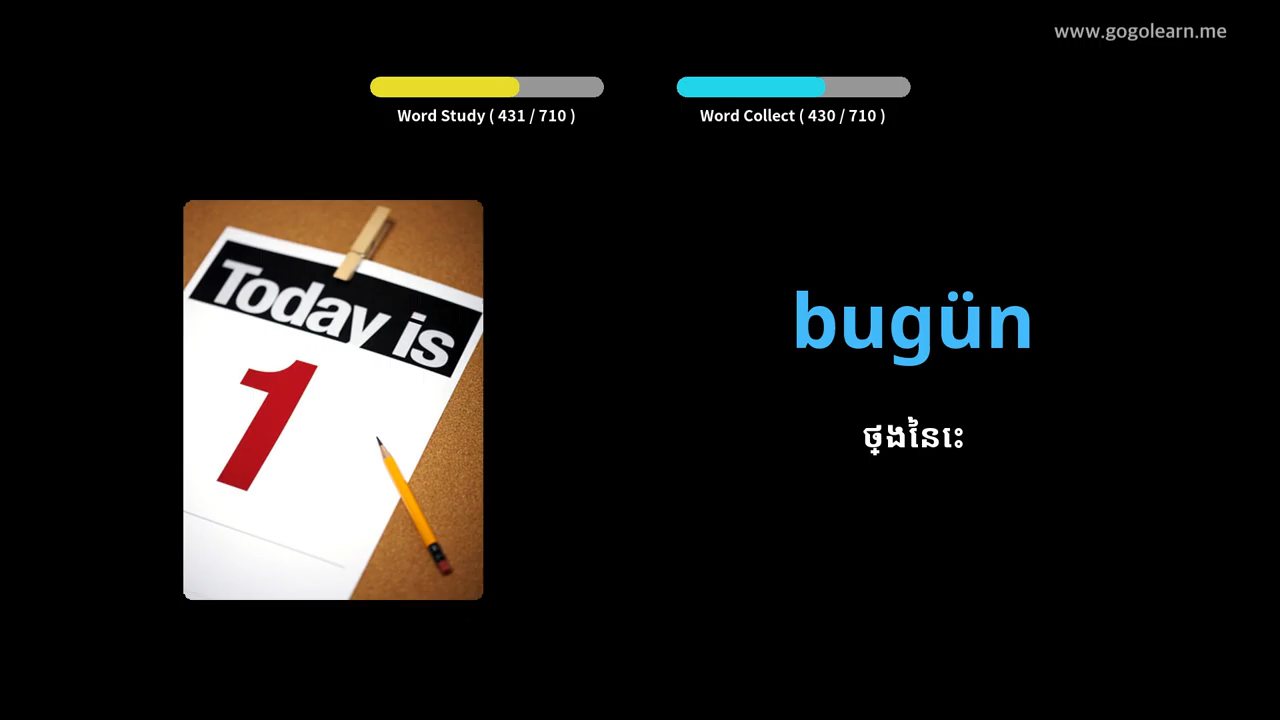 www.gogolearn.me
Word Study ( 431 / 710 )
Word Collect ( 430 / 710 )
Today is
1
bugün
ថ្ងៃនេះ